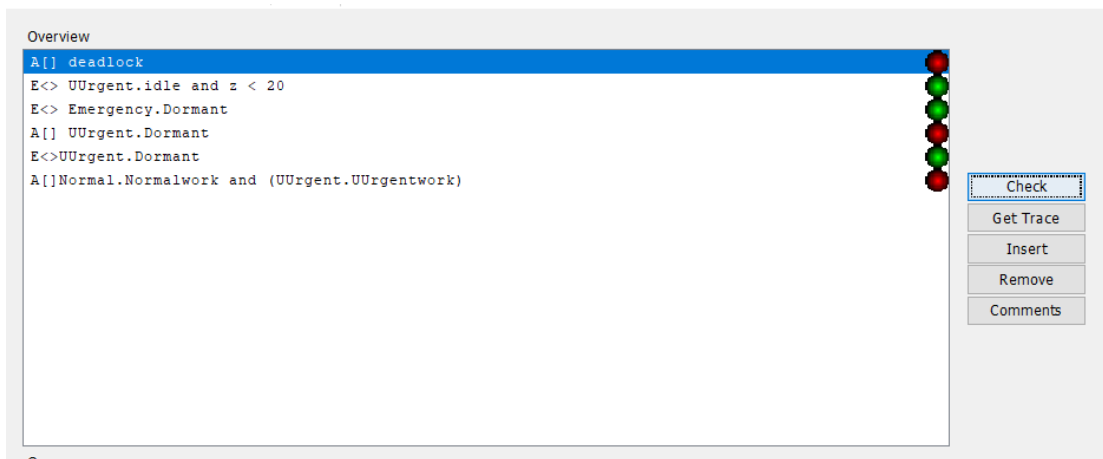 Overview
A[] deadlock
E<> UUrgent.idle and z < 20
E<> Emergency.Dormant
A[] UUrgent.Dormant
E<>UUrgent.Dormant
A[]Normal.Normalwork and (UUrgent.UUrgentwork)
Check
Get Trace
Insert
Remove
Comments